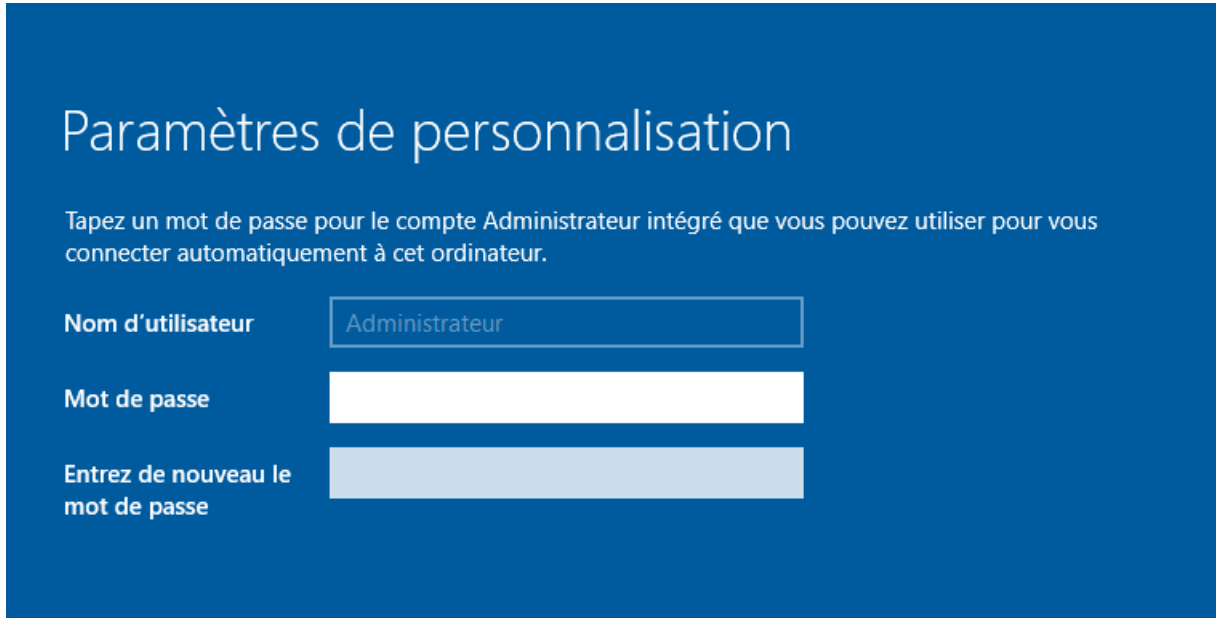 Paramètres de personnalisation
Tapez un mot de passe pour le compte Administrateur intégré que vous pouvez utiliser pour vous
connecter automatiquement à cet ordinateur.
Nom d'utilisateur
Administrateur
Mot de passe
Entrez de nouveau le
mot de passe